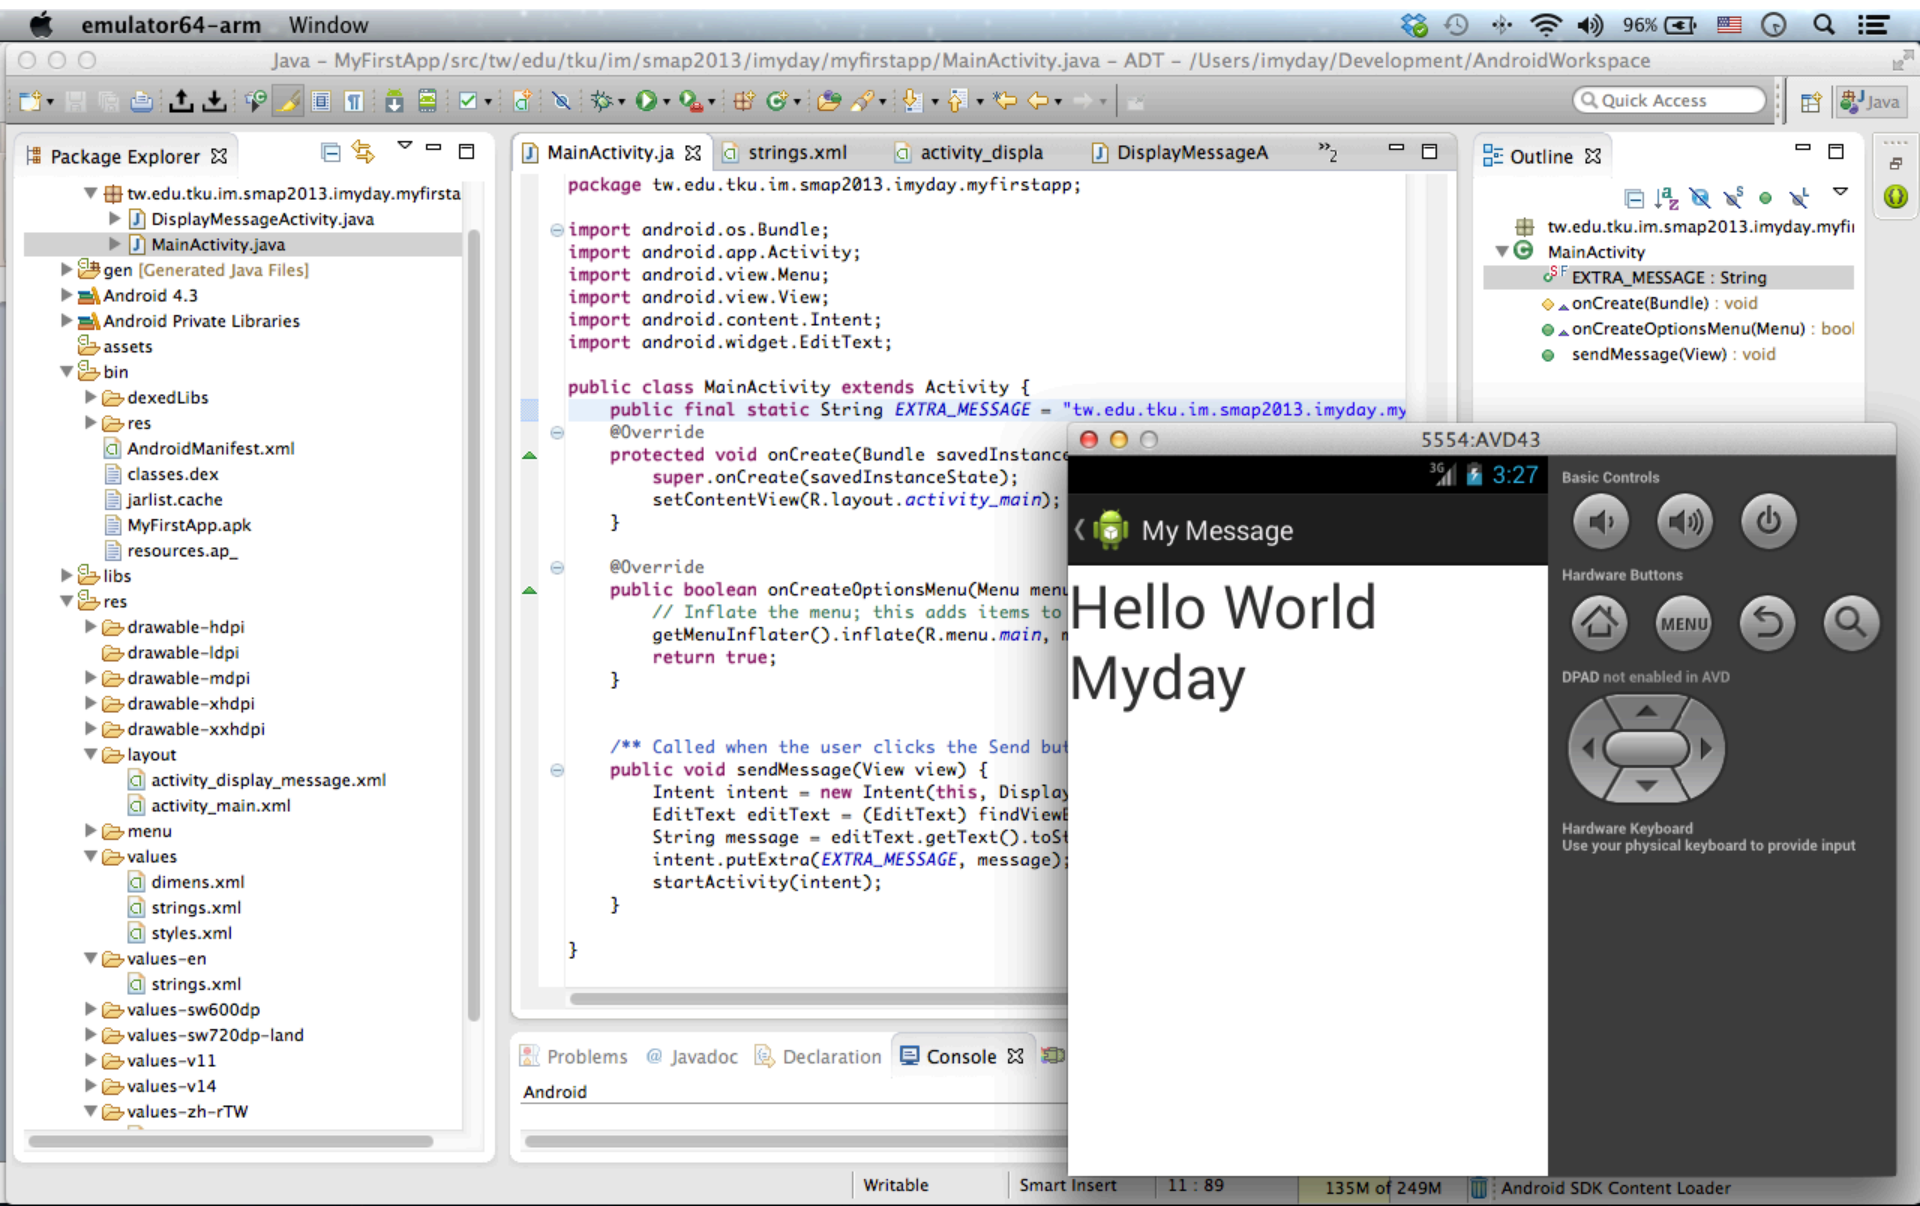 emulator64-arm Window
96%
Java – MyFirstApp/src/tw/edu/tku/im/smap2013/imyday/myfirstapp/MainActivity.java – ADT – /Users/imyday/Development/AndroidWorkspace
Quick Access
Java
Package Explorer
tw.edu.tku.im.smap2013.imyday.myfirsta
DisplayMessageActivity.java
MainActivity.java
gen [Generated Java Files]
Android 4.3
Android Private Libraries
assets
bin
dexedLibs
res
AndroidManifest.xml
classes.dex
jarlist.cache
MyFirstApp.apk
resources.ap_
libs
res
drawable-hdpi
drawable-ldpi
drawable-mdpi
drawable-xhdpi
drawable-xxhdpi
layout
activity_display_message.xml
activity_main.xml
menu
values
dimens.xml
strings.xml
styles.xml
values-en
strings.xml
values-sw600dp
values-sw720dp-land
values-v11
values-v14
values-zh-rTW
MainActivity.ja strings.xml activity_displa DisplayMessageA »2
package tw.edu.tku.im.smap2013.imyday.myfirstapp;
import android.os.Bundle;
import android.app.Activity;
import android.view.Menu;
import android.view.View;
import android.content.Intent;
import android.widget.EditText;
public class MainActivity extends Activity {
public final static String EXTRA_MESSAGE = "tw.edu.tku.im.smap2013.imyday.my
@Override
protected void onCreate(Bundle savedInstance
super.onCreate(savedInstanceState);
setContentView(R.layout.activity_main);
}
@Override
public boolean onCreateOptionsMenu(Menu menu
// Inflate the menu; this adds items to
getMenuInflater().inflate(R.menu.main, m
return true;
}
/** Called when the user clicks the Send but
public void sendMessage(View view) {
Intent intent = new Intent(this, Display
EditText editText = (EditText) findViewB
String message = editText.getText().toSt
intent.putExtra(EXTRA_MESSAGE, message);
startActivity(intent);
}
}
Problems @ Javadoc Declaration Console
Android
Outline
tw.edu.tku.im.smap2013.imyday.myfir
MainActivity
EXTRA_MESSAGE : String
onCreate(Bundle) : void
onCreateOptionsMenu(Menu) : bool
sendMessage(View) : void
5554:AVD43
3G 3:27
My Message
Hello World
Myday
Basic Controls
Hardware Buttons
MENU
DPAD not enabled in AVD
Hardware Keyboard
Use your physical keyboard to provide input
Writable Smart Insert 11 : 89 135M of 249M Android SDK Content Loader